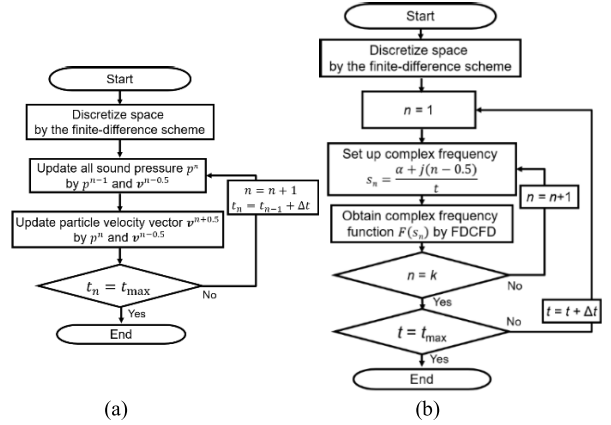 Start
Discretize space
by the finite-difference scheme
Update all sound pressure pⁿ
by pⁿ⁻¹ and vⁿ⁻⁰·⁵
n = n + 1
tₙ = tₙ₋₁ + Δt
Update particle velocity vector vⁿ⁺⁰·⁵
by pⁿ and vⁿ⁻⁰·⁵
tₙ = tmax
No
Yes
End
(a)
Start
Discretize space
by the finite-difference scheme
n = 1
Set up complex frequency
sₙ = (α + j(n − 0.5))/t
n = n+1
Obtain complex frequency
function F(sₙ) by FDCFD
n = k
No
Yes
t = t + Δt
t = tmax
No
Yes
End
(b)